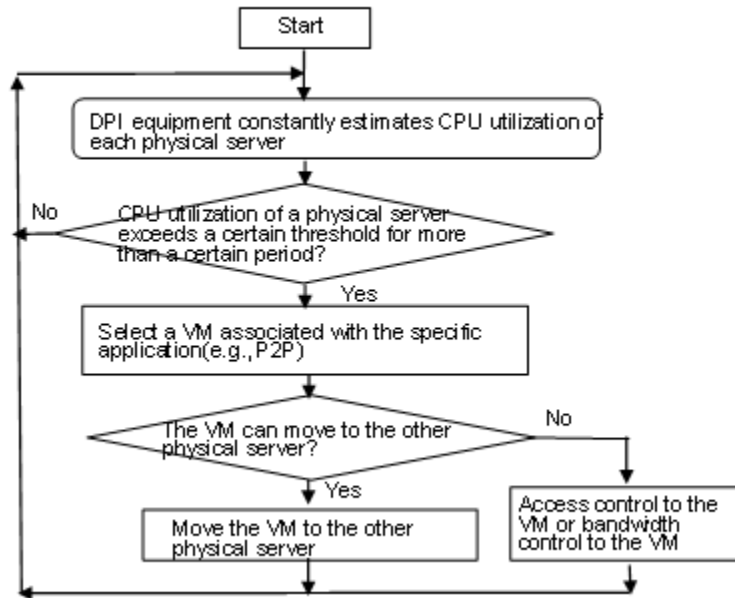 Start
DPI equipment constantly estimates CPU utilization of
each physical server
No
CPU utilization of a physical server
exceeds a certain threshold for more
than a certain period?
Yes
Select a VM associated with the specific
application(e.g., P2P)
The VM can move to the other
physical server?
No
Yes
Move the VM to the other
physical server
Access control to the
VM or bandwidth
control to the VM